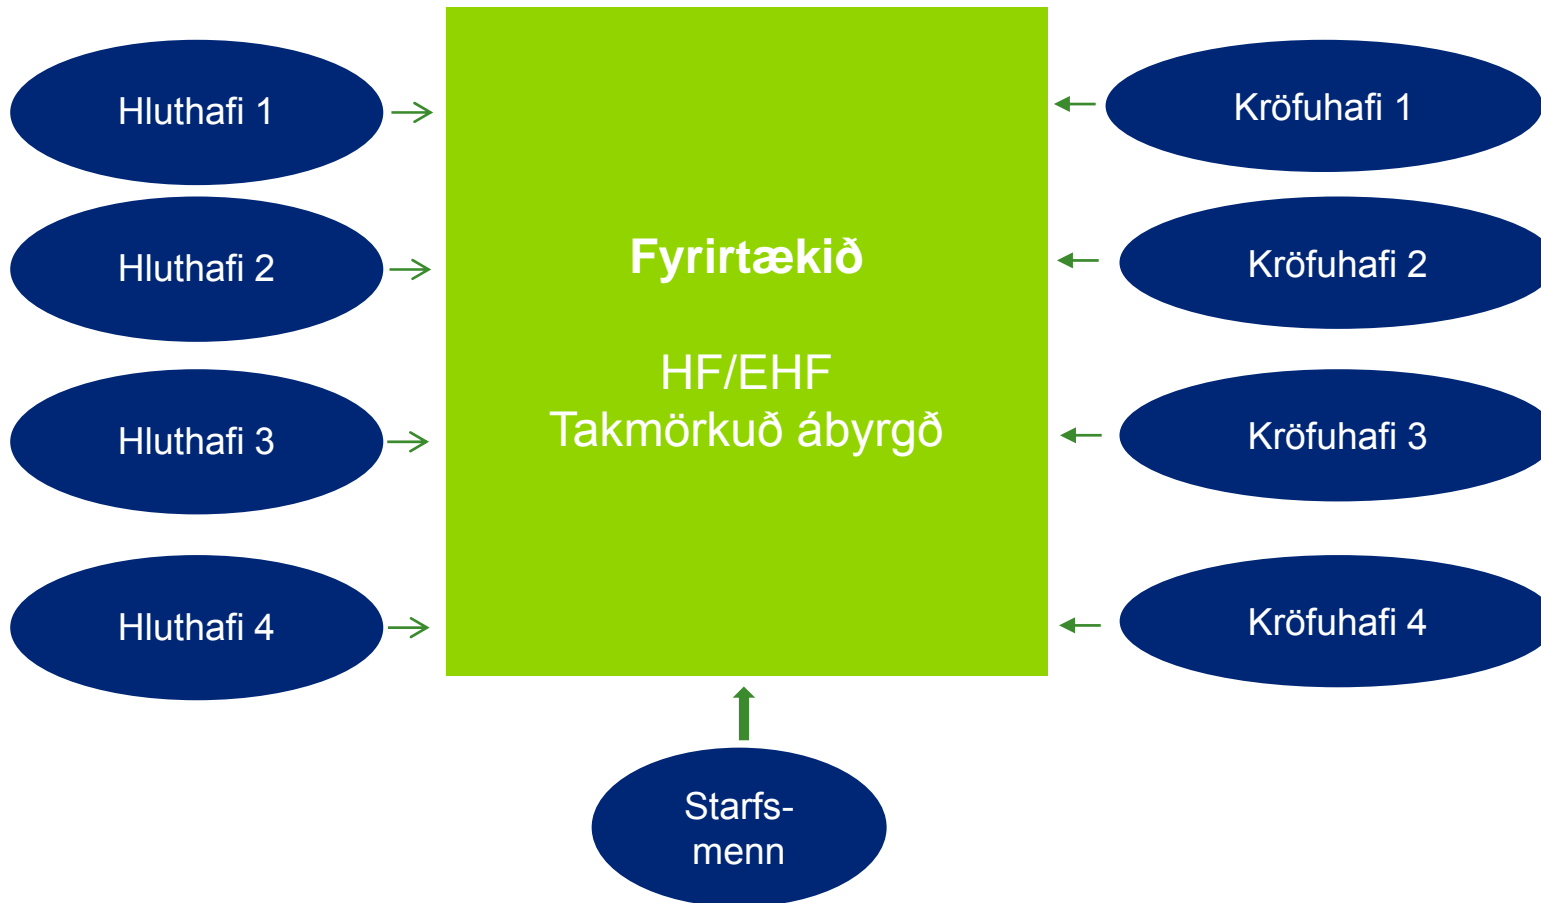 Hluthafi 1
Hluthafi 2
Hluthafi 3
Hluthafi 4
Fyrirtækið
HF/EHF
Takmörkuð ábyrgð
Kröfuhafi 1
Kröfuhafi 2
Kröfuhafi 3
Kröfuhafi 4
Starfs-
menn